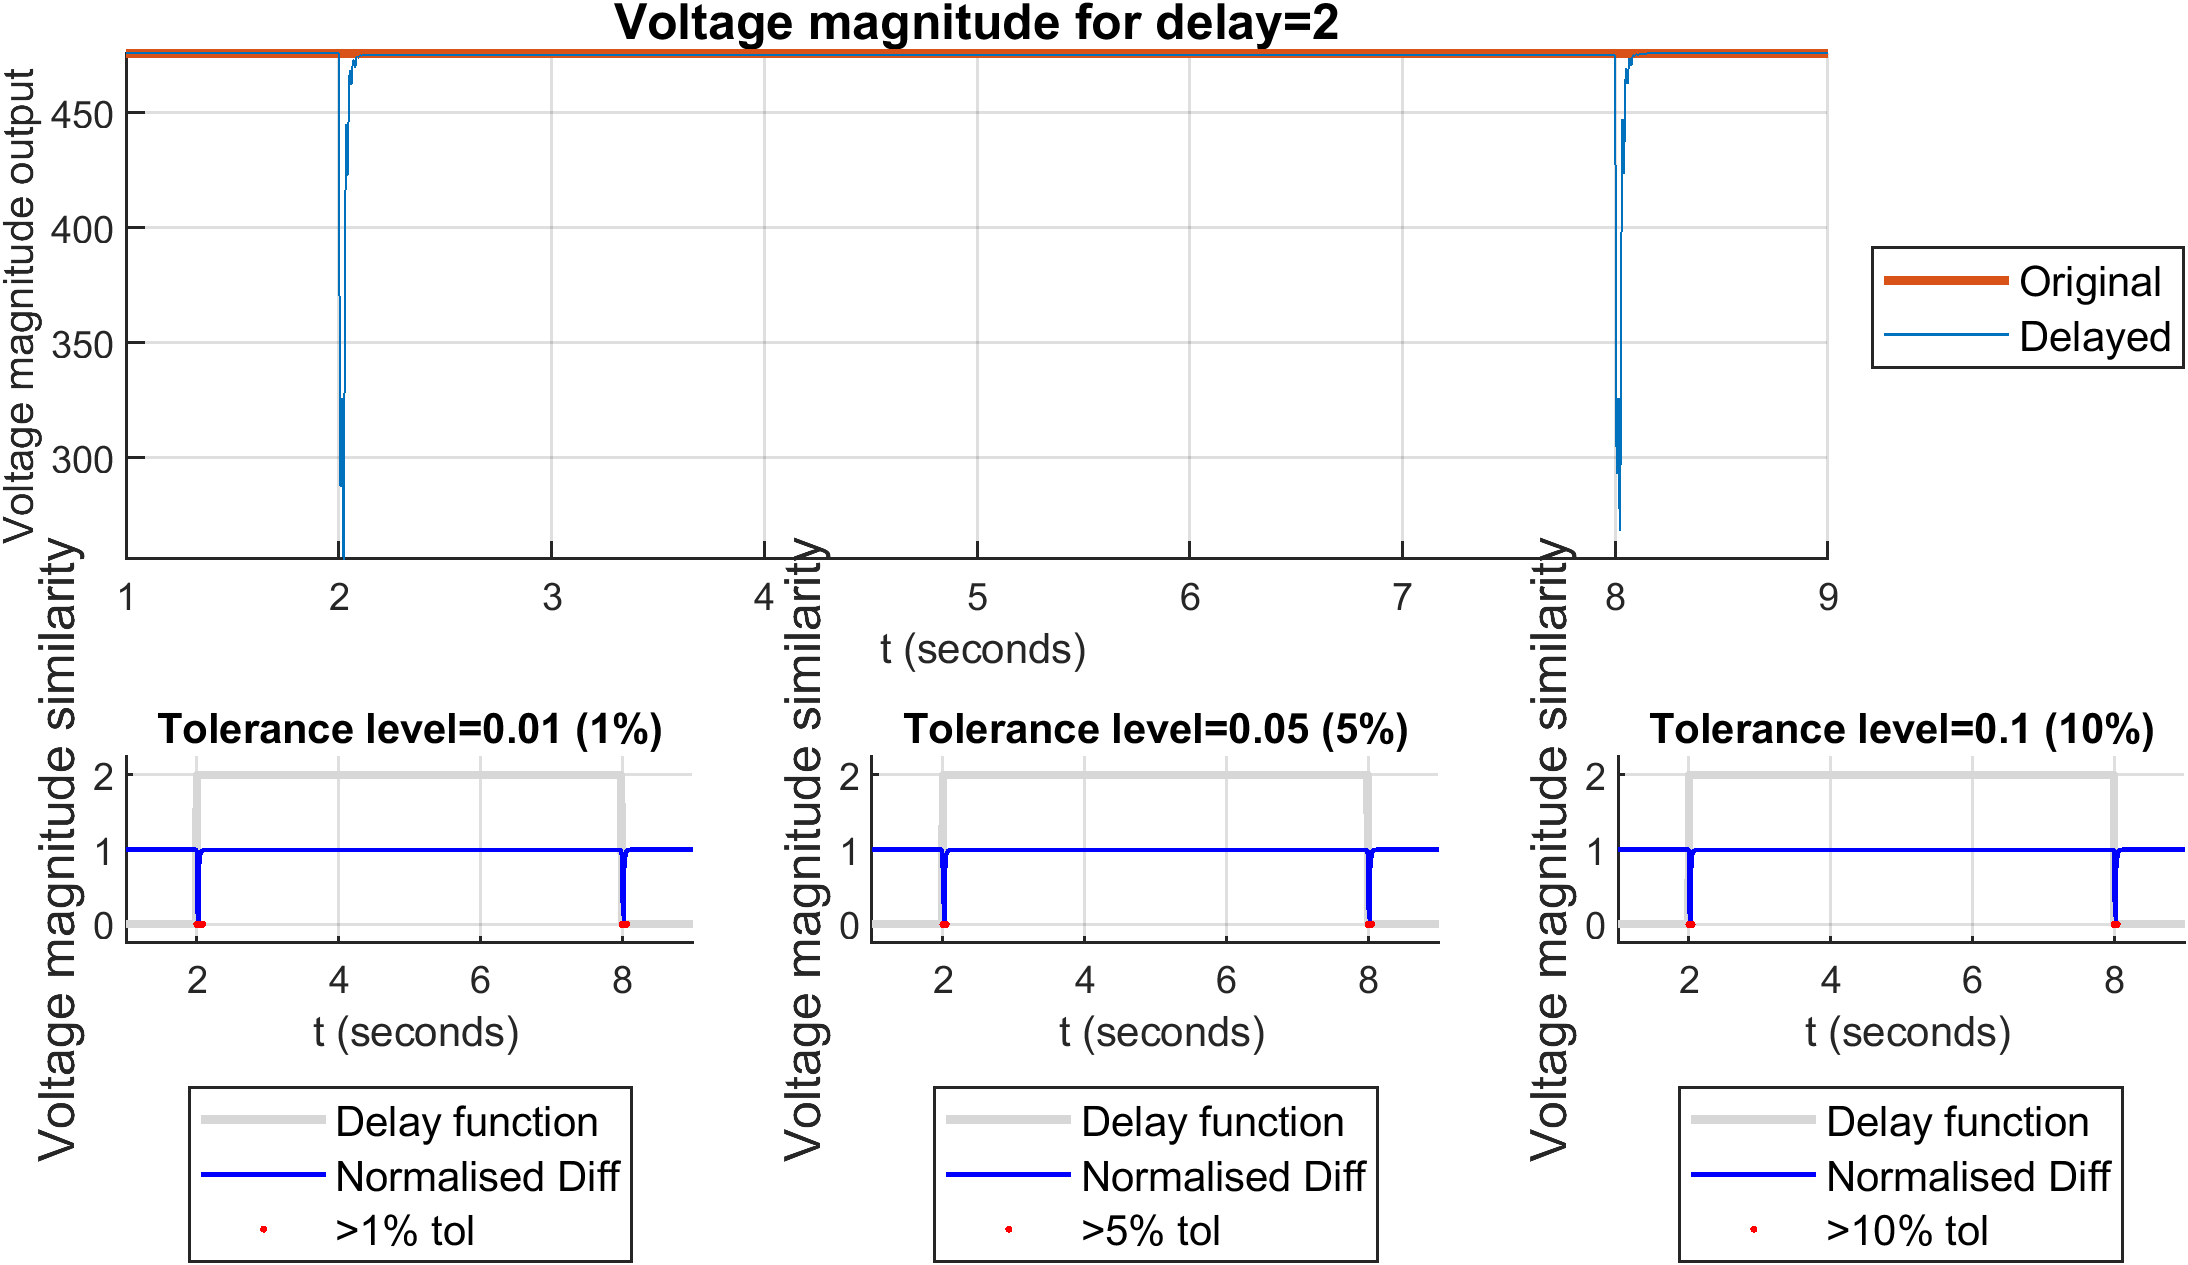 Voltage magnitude for delay=2
Voltage magnitude output
450
400
350
300
1 2 3 4 5 6 7 8 9
t (seconds)
Original
Delayed
Voltage magnitude similarity
Tolerance level=0.01 (1%)
2
1
0
2 4 6 8
t (seconds)
Delay function
Normalised Diff
>1% tol
Voltage magnitude similarity
Tolerance level=0.05 (5%)
2
1
0
2 4 6 8
t (seconds)
Delay function
Normalised Diff
>5% tol
Voltage magnitude similarity
Tolerance level=0.1 (10%)
2
1
0
2 4 6 8
t (seconds)
Delay function
Normalised Diff
>10% tol